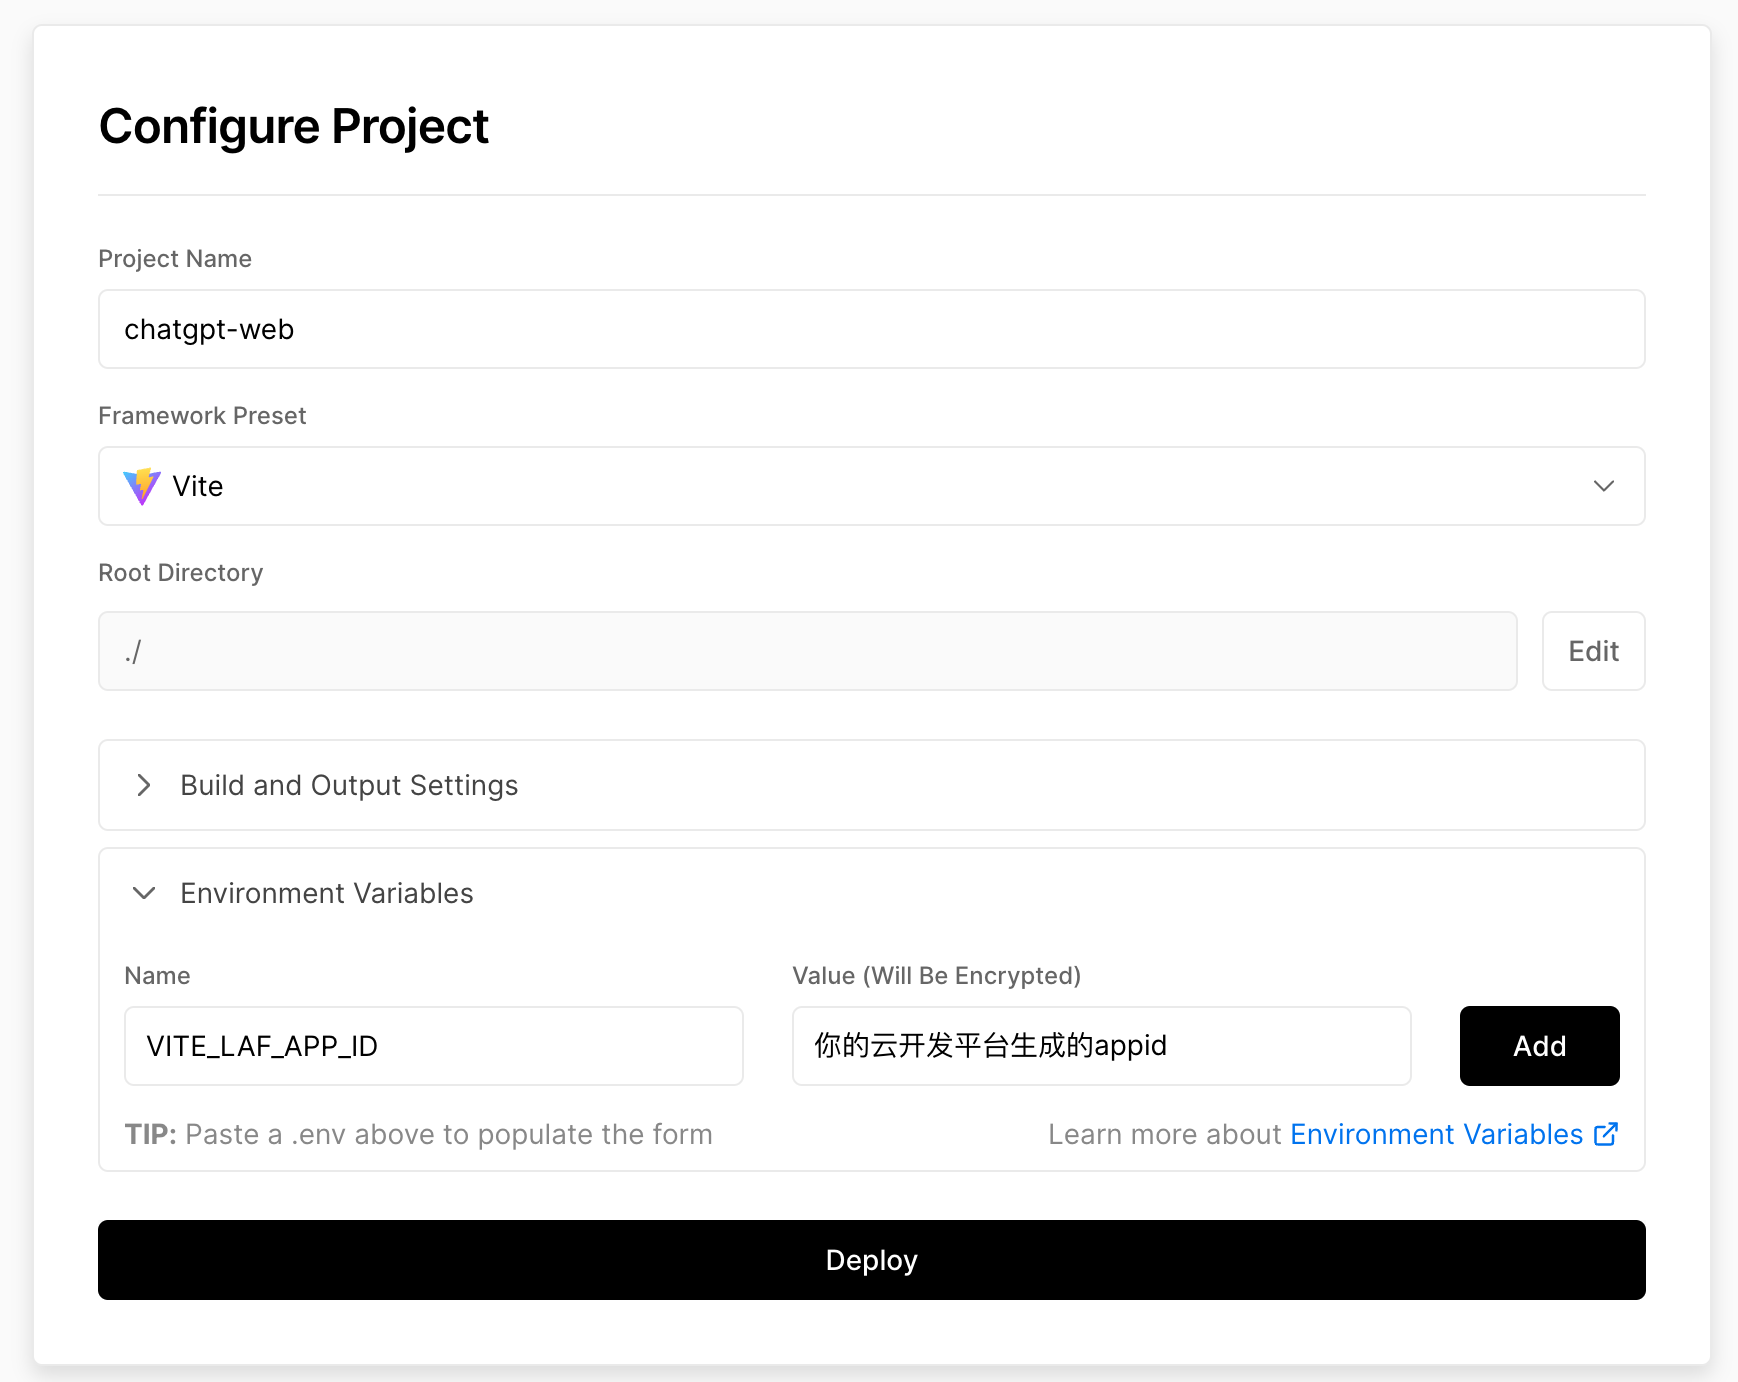 Configure Project
Project Name
chatgpt-web
Framework Preset
Vite
Root Directory
./
Edit
Build and Output Settings
Environment Variables
Name
Value (Will Be Encrypted)
VITE_LAF_APP_ID
你的云开发平台生成的appid
Add
TIP: Paste a .env above to populate the form
Learn more about Environment Variables
Deploy